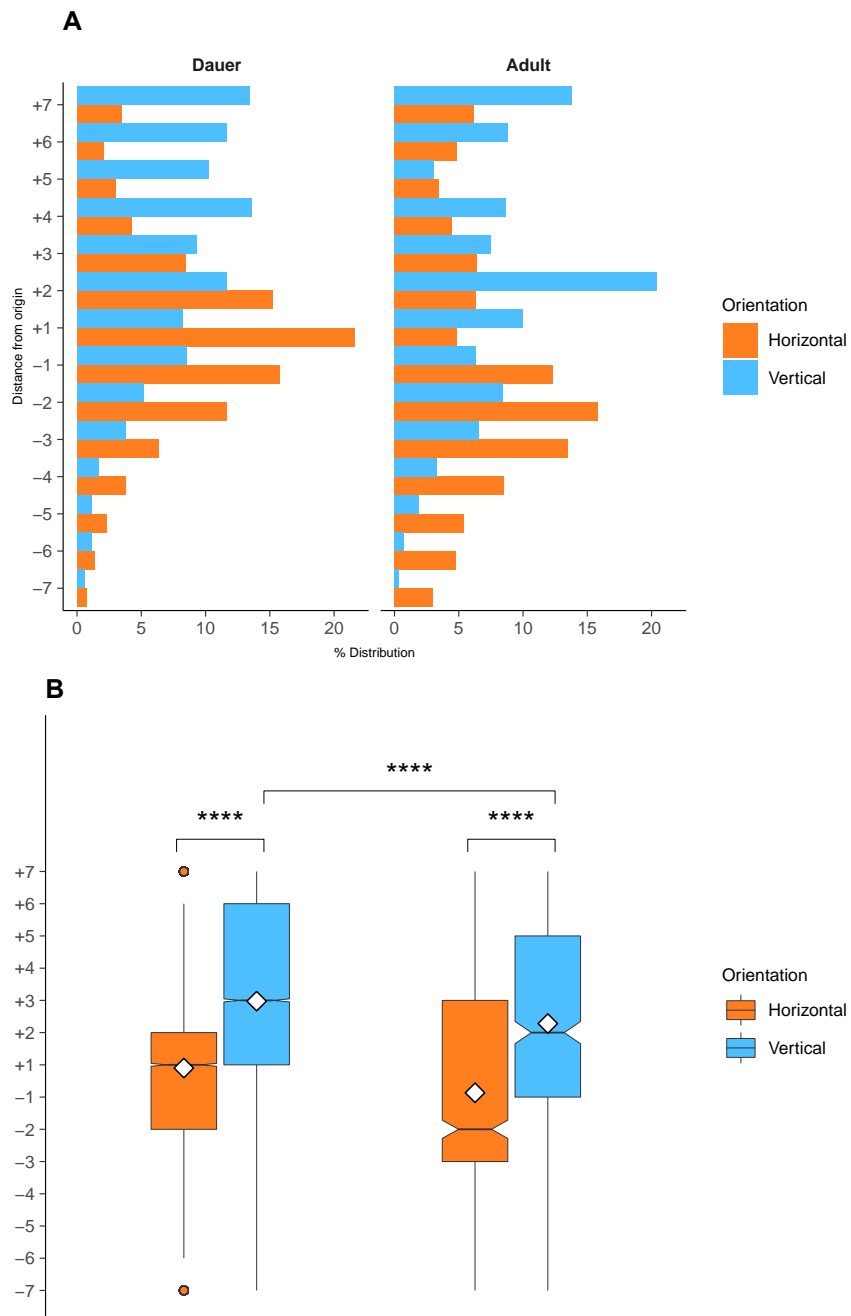 A
Dauer Adult
Distance from origin
+7
+6
+5
+4
+3
+2
+1
−1
−2
−3
−4
−5
−6
−7
0 5 10 15 20 0 5 10 15 20
% Distribution
Orientation
Horizontal
Vertical
B
****
**** ****
+7
+6
+5
+4
+3
+2
+1
−1
−2
−3
−4
−5
−6
−7
Orientation
Horizontal
Vertical